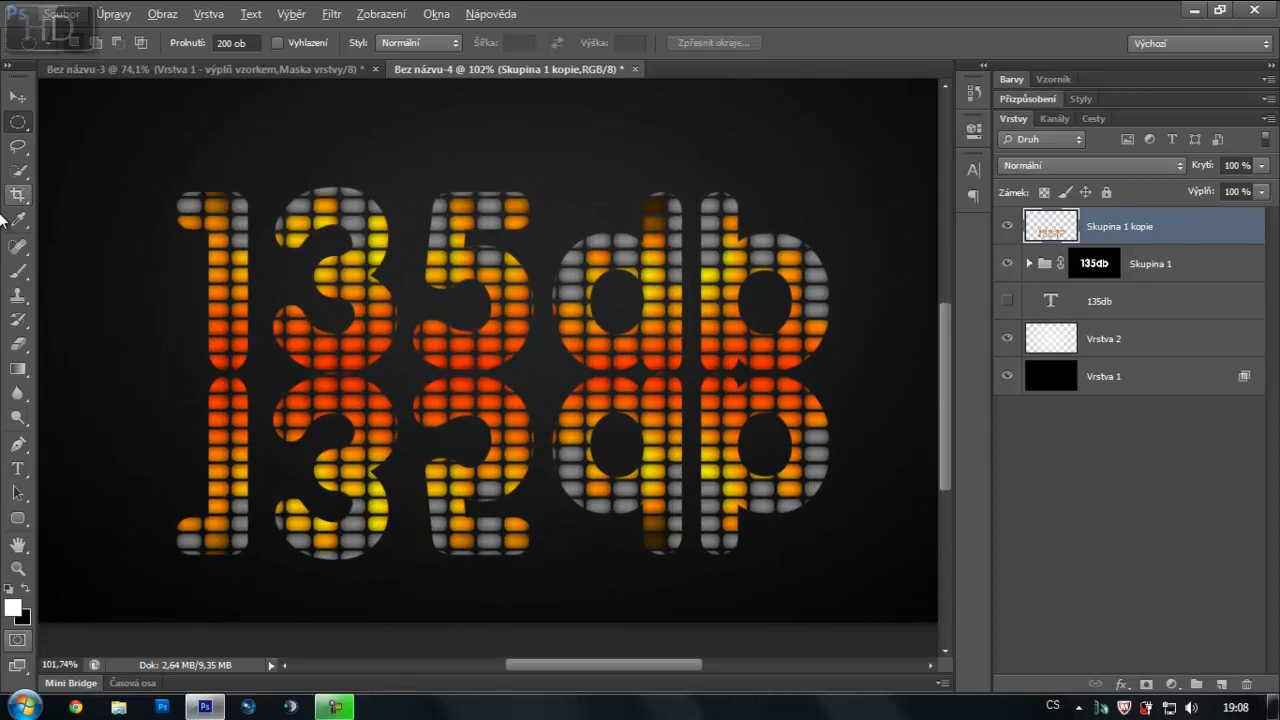 Ps Soubor Úpravy Obraz Vrstva Text Výběr Filtr Zobrazení Okna Nápověda
HD
Prolnutí: 200 ob Vyhlazení Styl: Normální Šířka: Výška: Zpřesnit okraje... Výchozí
Bez názvu-3 @ 74,1% (Vrstva 1 - výplň vzorkem,Maska vrstvy/8) * × Bez názvu-4 @ 102% (Skupina 1 kopie,RGB/8) * ×
Barvy Vzorník
Přizpůsobení Styly
Vrstvy Kanály Cesty
Druh
Normální Krytí: 100 %
Zámek: Výplň: 100 %
Skupina 1 kopie
135db Skupina 1
T 135db
Vrstva 2
Vrstva 1
135db
101,74% Dok: 2,64 MB/9,35 MB
Mini Bridge Časová osa
CS 19:08